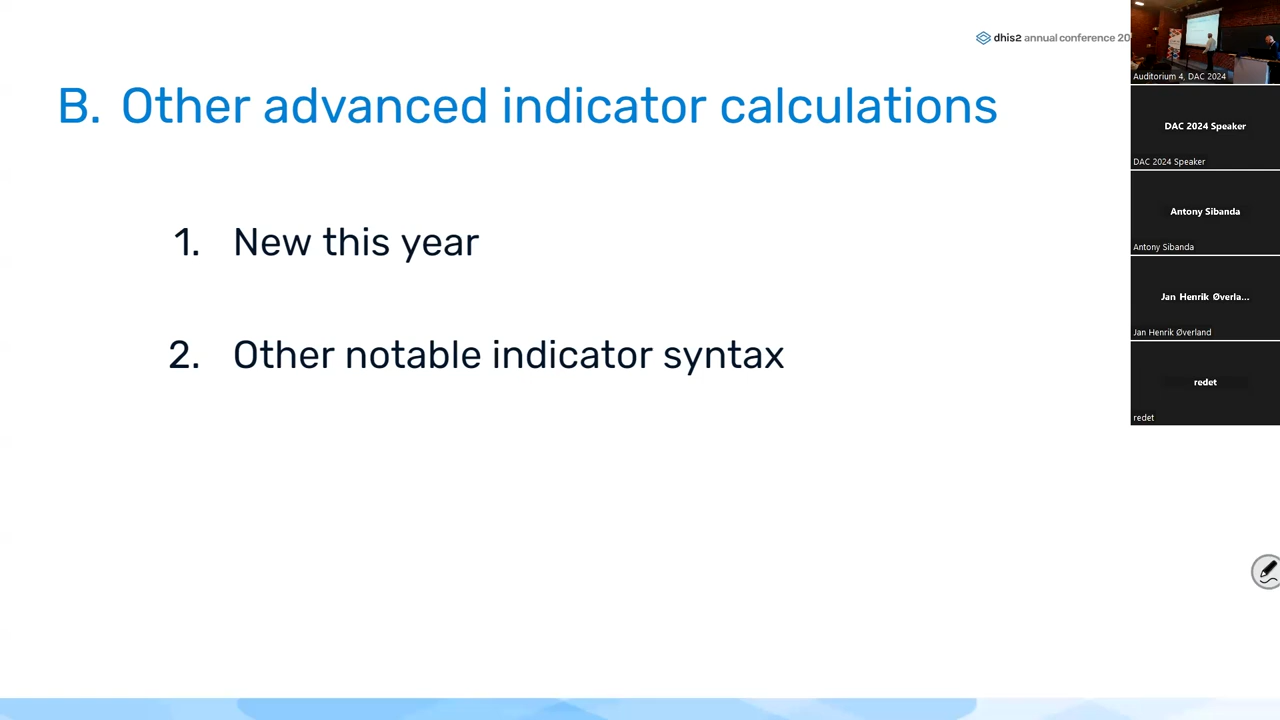 dhis2 annual conference 20
B. Other advanced indicator calculations
1. New this year
2. Other notable indicator syntax
Auditorium 4, DAC 2024
DAC 2024 Speaker
DAC 2024 Speaker
Antony Sibanda
Antony Sibanda
Jan Henrik Øverla...
Jan Henrik Øverland
redet
redet